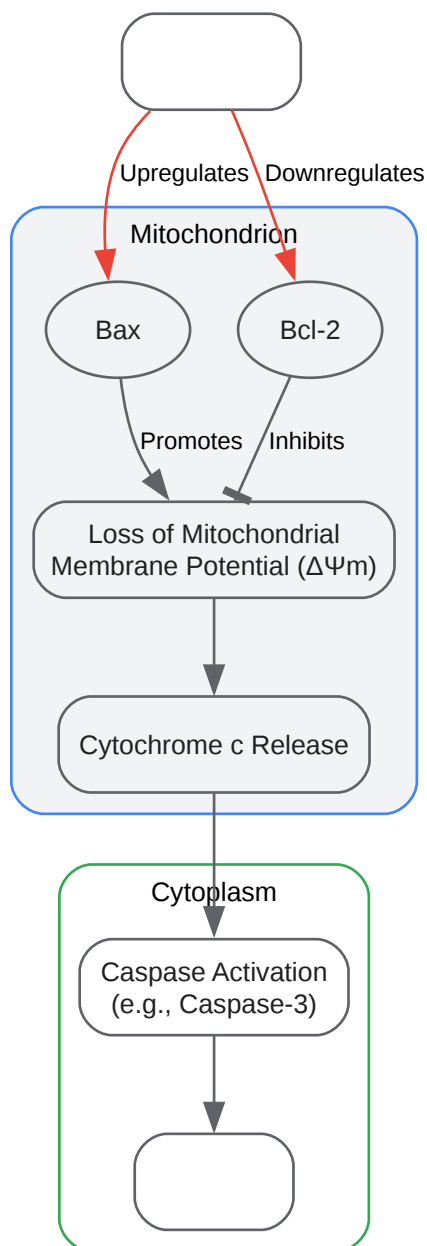 Upregulates
Downregulates
Mitochondrion
Bax
Bcl-2
Promotes
Inhibits
Loss of Mitochondrial
Membrane Potential (ΔΨm)
Cytochrome c Release
Cytoplasm
Caspase Activation
(e.g., Caspase-3)